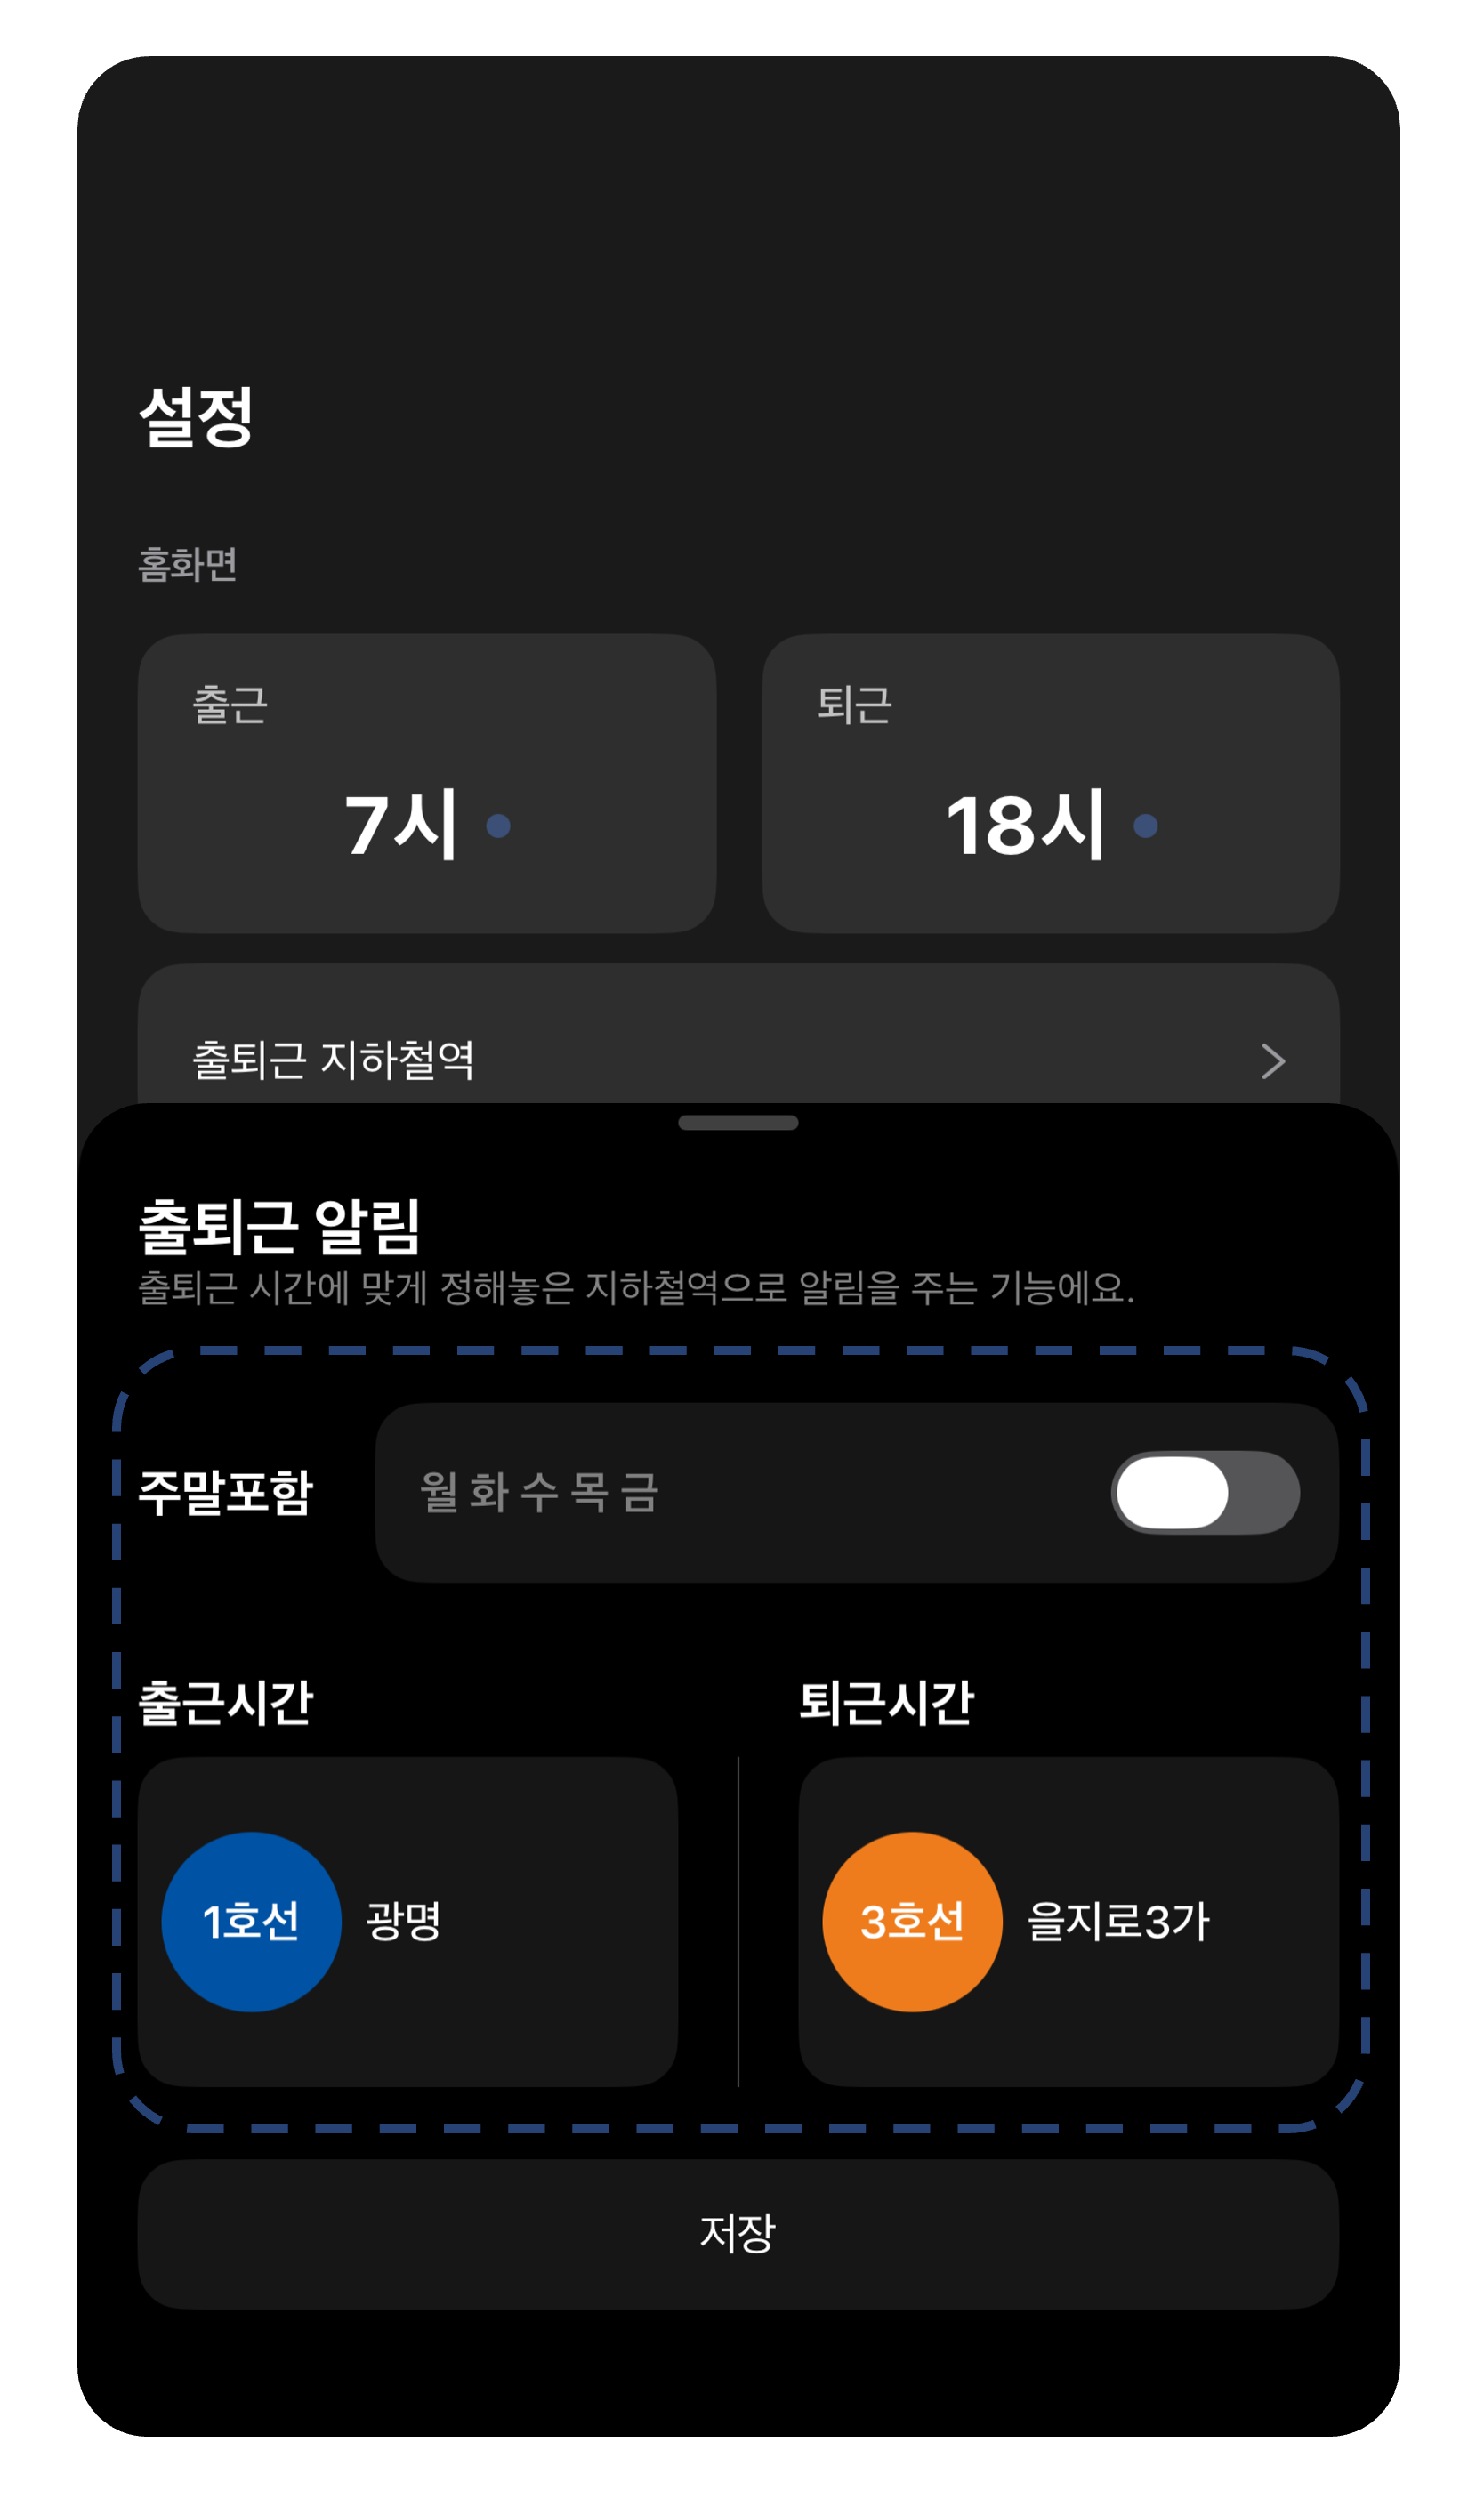 설정
홈화면
출근
퇴근
7시
18시
출퇴근 지하철역
출퇴근 알림
출퇴근 시간에 맞게 정해놓은 지하철역으로 알림을 주는 기능에요.
주말포함
월 화 수 목 금
출근시간
퇴근시간
1호선 광명
3호선 을지로3가
저장